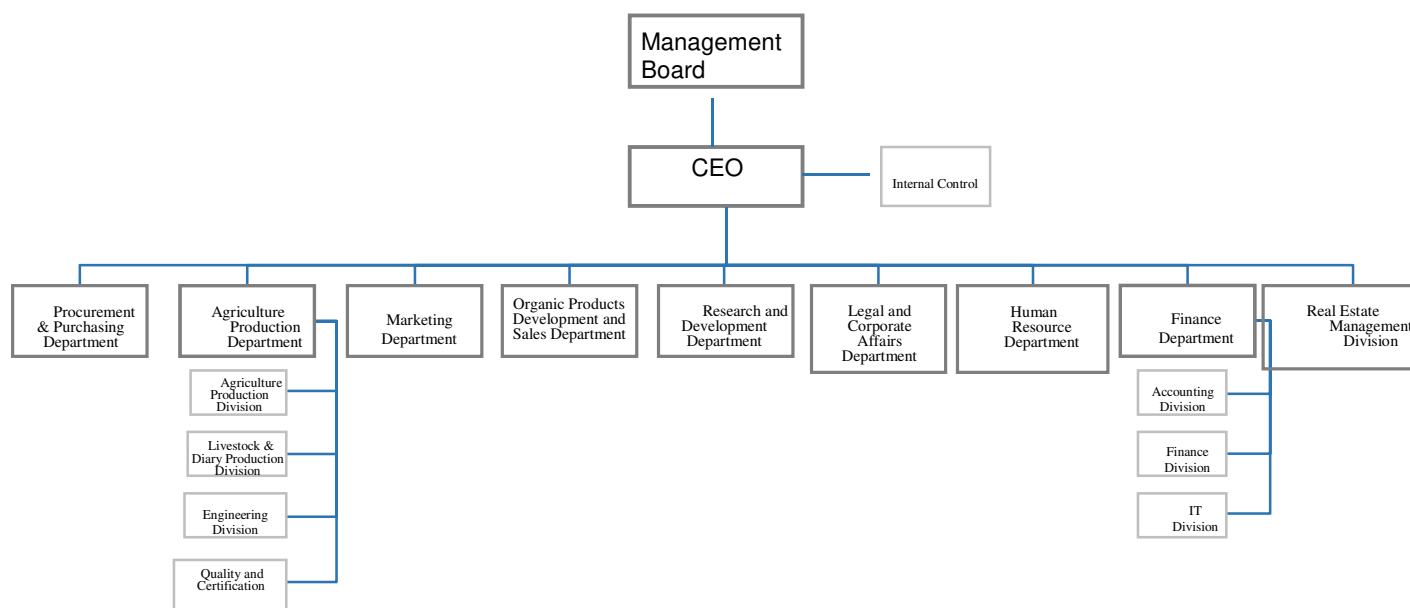 Management
Board
CEO
Internal Control
Procurement
& Purchasing
Department
Agriculture
Production
Department
Marketing
Department
Organic Products
Development and
Sales Department
Research and
Development
Department
Legal and
Corporate
Affairs
Department
Human
Resource
Department
Finance
Department
Real Estate
Management
Division
Agriculture
Production
Division
Livestock &
Diary Production
Division
Engineering
Division
Quality and
Certification
Accounting
Division
Finance
Division
IT
Division